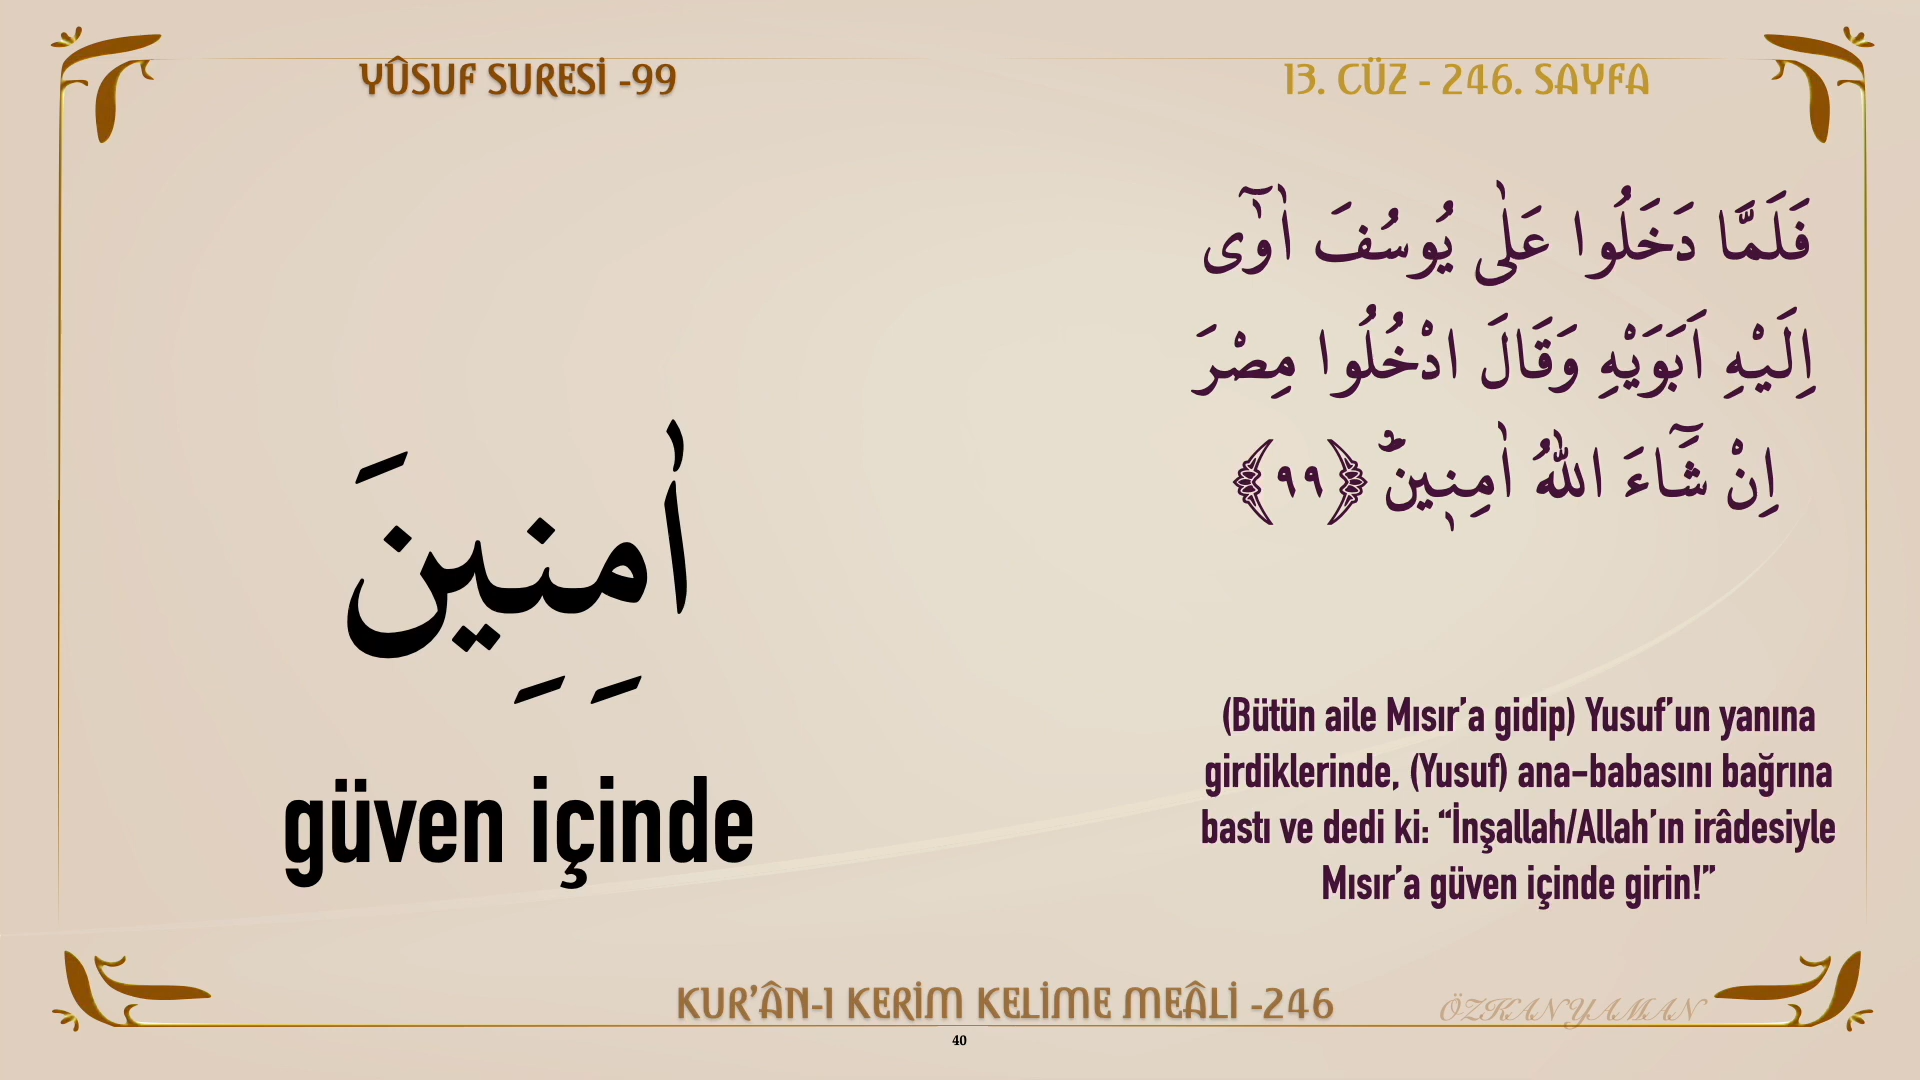 YÛSUF SURESİ -99
13. CÜZ - 246. SAYFA
فَلَمَّا دَخَلُوا عَلٰى يُوسُفَ اٰوٰٓى
اِلَيْهِ اَبَوَيْهِ وَقَالَ ادْخُلُوا مِصْرَ
اِنْ شَٓاءَ اللّٰهُ اٰمِن۪ينَۜ ﴿٩٩﴾
اٰمِنِينَ
güven içinde
(Bütün aile Mısır’a gidip) Yusuf’un yanına
girdiklerinde, (Yusuf) ana-babasını bağrına
bastı ve dedi ki: “İnşallah/Allah’ın irâdesiyle
Mısır’a güven içinde girin!”
KUR’ÂN-I KERİM KELİME MEÂLİ -246
ÖZKAN YAMAN
40